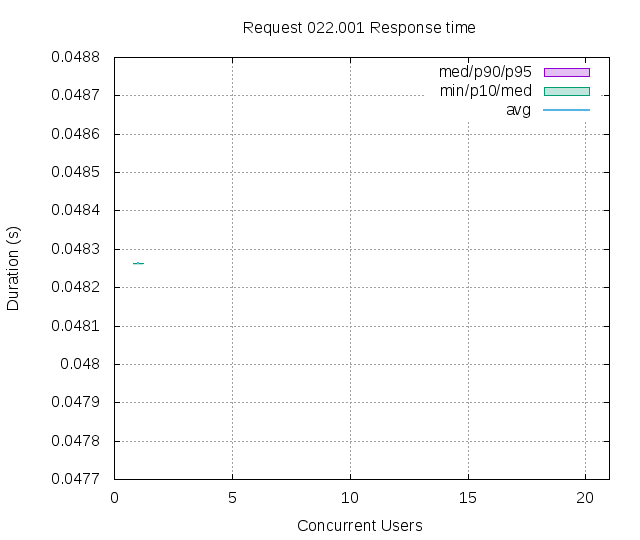 Request 022.001 Response time
0.0488
0.0487
0.0486
0.0485
0.0484
0.0483
0.0482
0.0481
0.048
0.0479
0.0478
0.0477
Duration (s)
med/p90/p95
min/p10/med
avg
0 5 10 15 20
Concurrent Users